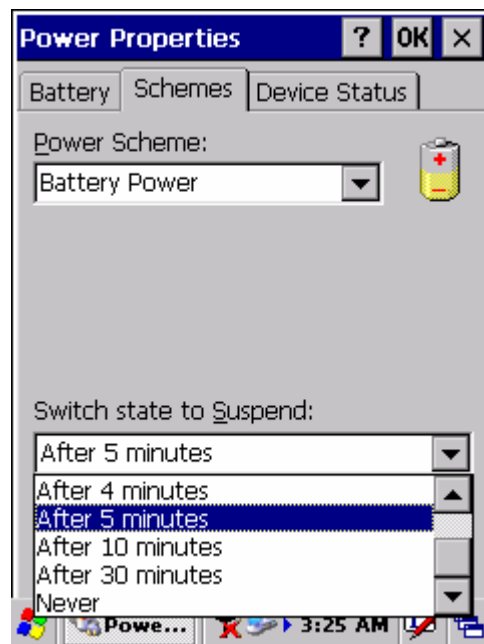 Power Properties ? OK ×
Battery Schemes Device Status
Power Scheme:
Battery Power
Switch state to Suspend:
After 5 minutes
After 4 minutes
After 5 minutes
After 10 minutes
After 30 minutes
Never
Powe... 3:25 AM